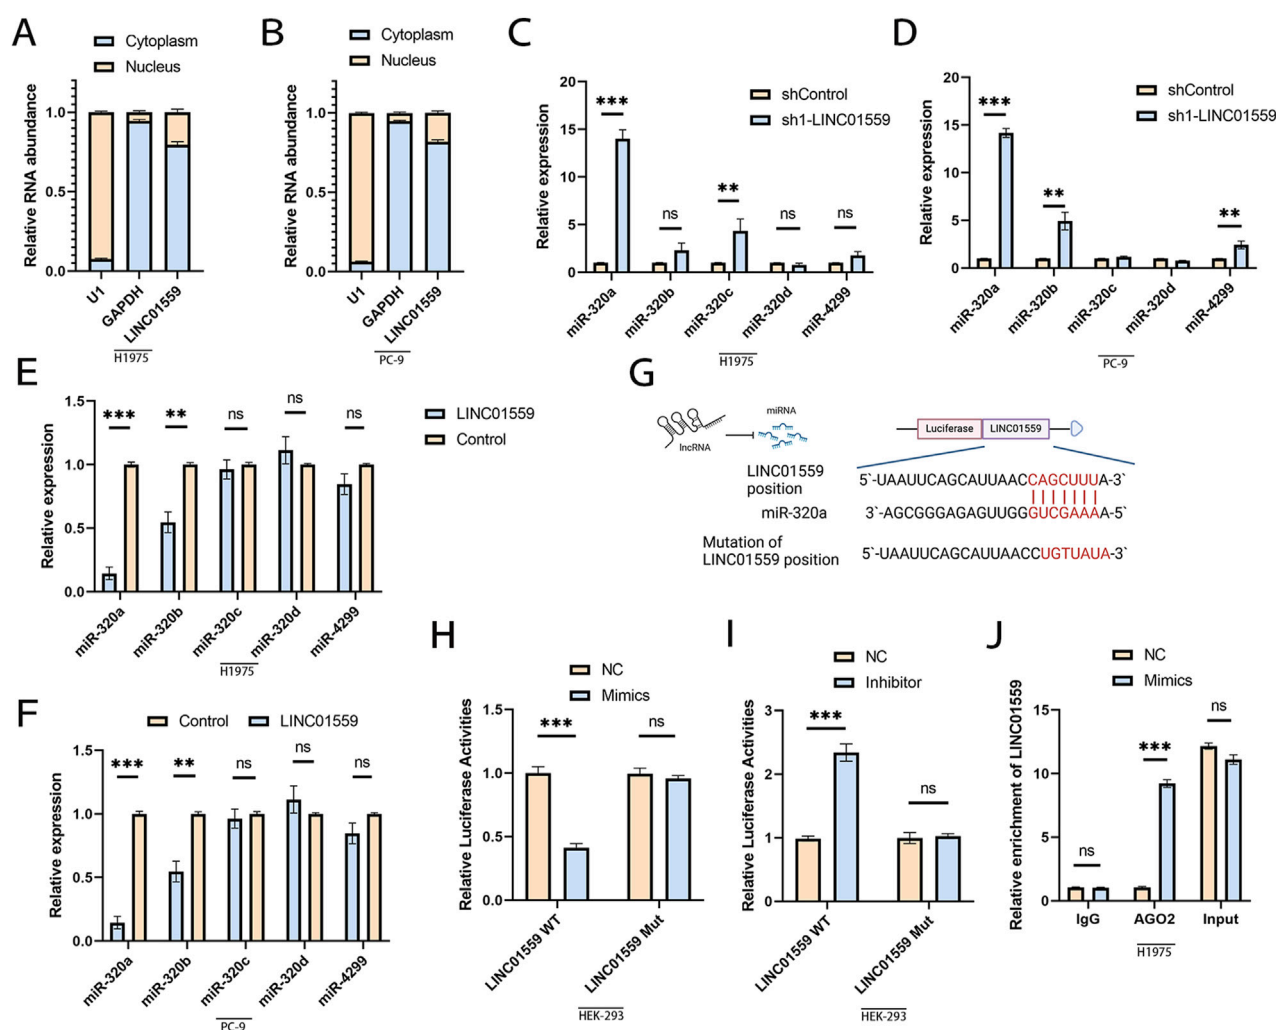 A
Cytoplasm
Nucleus
Relative RNA abundance
1.0
0.5
0.0
U1
GAPDH
LINC01559
H1975
B
Cytoplasm
Nucleus
Relative RNA abundance
1.0
0.5
0.0
U1
GAPDH
LINC01559
PC-9
C
shControl
sh1-LINC01559
Relative expression
20
15
10
5
0
***
ns
**
ns
ns
miR-320a
miR-320b
miR-320c
miR-320d
miR-4299
H1975
D
shControl
sh1-LINC01559
Relative expression
20
15
10
5
0
***
**
**
miR-320a
miR-320b
miR-320c
miR-320d
miR-4299
PC-9
E
LINC01559
Control
Relative expression
1.5
1.0
0.5
0.0
***
**
ns
ns
ns
miR-320a
miR-320b
miR-320c
miR-320d
miR-4299
H1975
F
Control
LINC01559
Relative expression
1.5
1.0
0.5
0.0
***
**
ns
ns
ns
miR-320a
miR-320b
miR-320c
miR-320d
miR-4299
PC-9
G
lncRNA
miRNA
Luciferase
LINC01559
LINC01559
position
5`-UAAUUCAGCAUUAACCAGCUUUA-3`
miR-320a
3`-AGCGGGAGAGUUGGGUCGAAAA-5`
Mutation of
LINC01559 position
5`-UAAUUCAGCAUUAACCUGTUAUA-3`
H
NC
Mimics
Relative Luciferase Activities
1.5
1.0
0.5
0.0
***
ns
LINC01559 WT
LINC01559 Mut
HEK-293
I
NC
Inhibitor
Relative Luciferase Activities
3
2
1
0
***
ns
LINC01559 WT
LINC01559 Mut
HEK-293
J
NC
Mimics
Relative enrichment of LINC01559
15
10
5
0
ns
***
ns
IgG
AGO2
Input
H1975